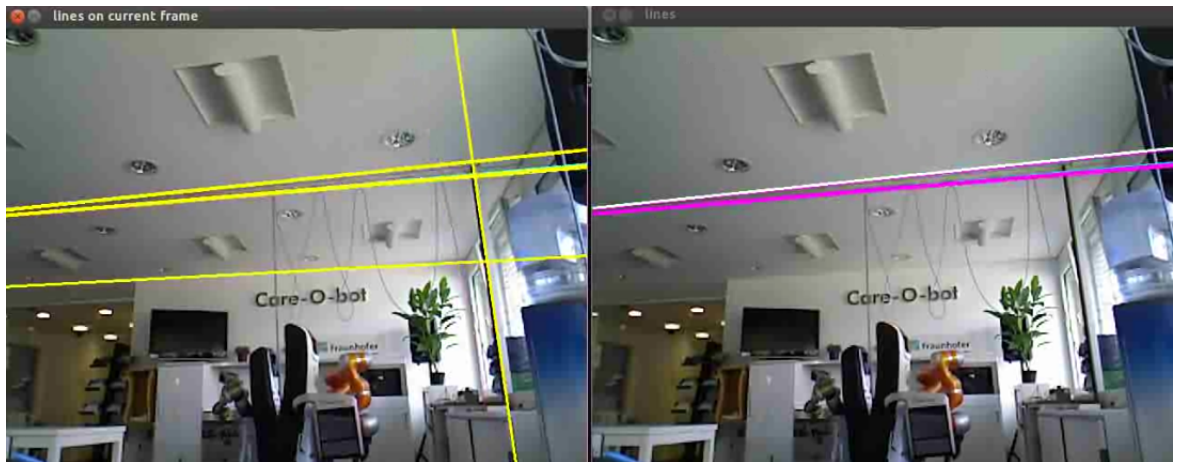 lines on current frame
lines
Care-O-bot
Fraunhofer
Care-O-bot
Fraunhofer